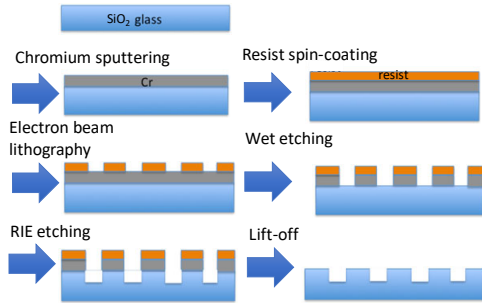 SiO₂ glass
Chromium sputtering
Resist spin-coating
Cr
resist
Electron beam
lithography
Wet etching
RIE etching
Lift-off